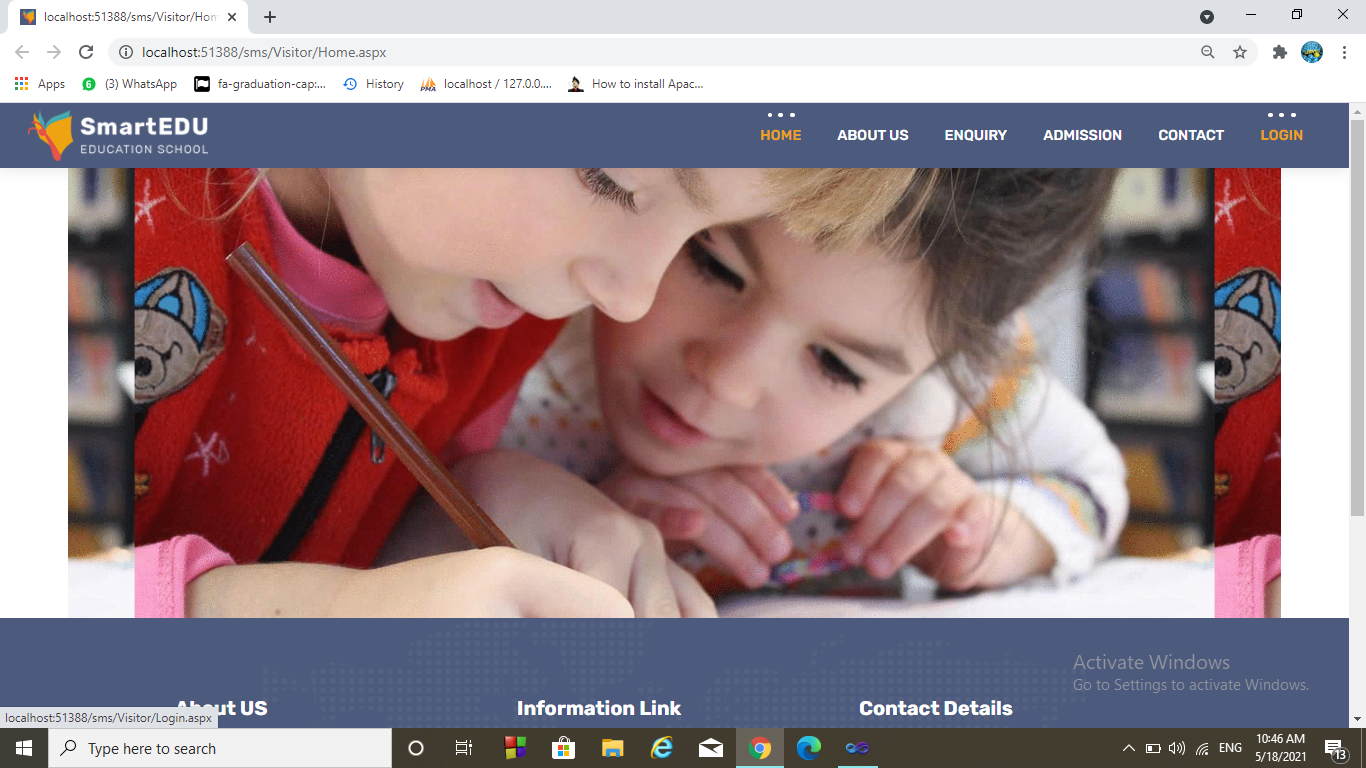 localhost:51388/sms/Visitor/Hom
localhost:51388/sms/Visitor/Home.aspx
Apps
6
(3) WhatsApp
fa-graduation-cap:...
History
PMA
localhost / 127.0.0....
How to install Apac...
SmartEDU
EDUCATION SCHOOL
HOME
ABOUT US
ENQUIRY
ADMISSION
CONTACT
LOGIN
Activate Windows
Go to Settings to activate Windows.
About US
Information Link
Contact Details
localhost:51388/sms/Visitor/Login.aspx
Type here to search
ENG
10:46 AM
5/18/2021
13